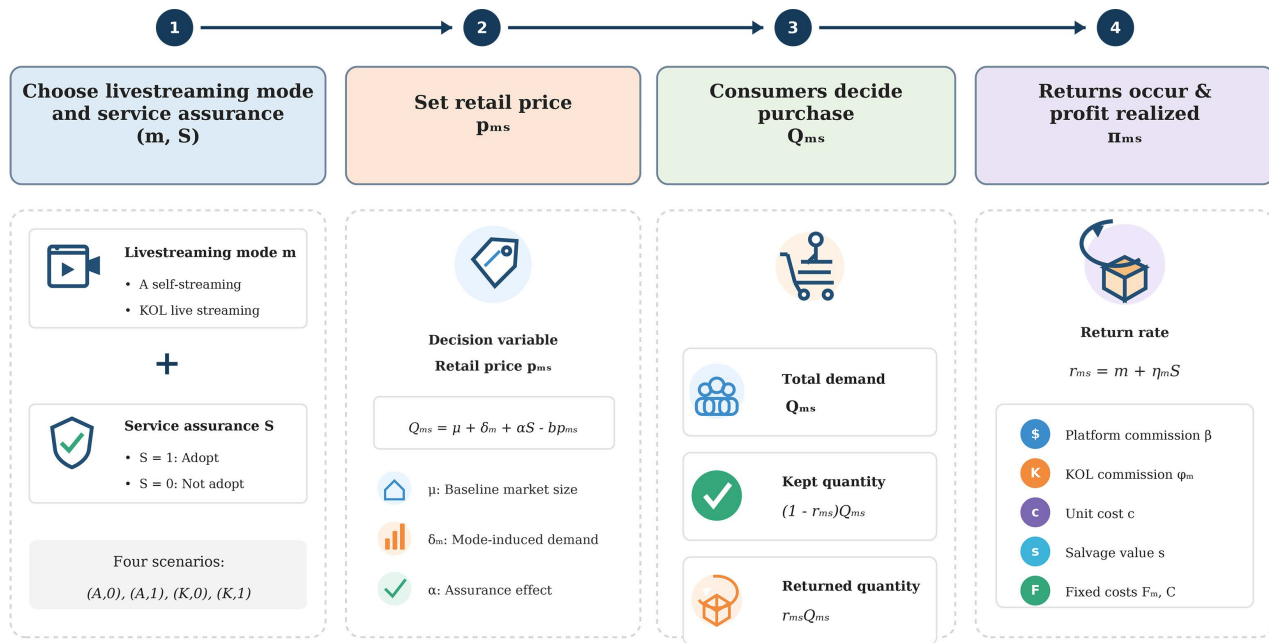 1
2
3
4
Choose livestreaming mode
and service assurance
(m, S)
Set retail price
pₘₛ
Consumers decide
purchase
Qₘₛ
Returns occur &
profit realized
πₘₛ
Livestreaming mode m
• A self-streaming
• KOL live streaming
+
Service assurance S
• S = 1: Adopt
• S = 0: Not adopt
Four scenarios:
(A,0), (A,1), (K,0), (K,1)
Decision variable
Retail price pₘₛ
Qₘₛ = μ + δₘ + αS - bpₘₛ
μ: Baseline market size
δₘ: Mode-induced demand
α: Assurance effect
Total demand
Qₘₛ
Kept quantity
(1 - rₘₛ)Qₘₛ
Returned quantity
rₘₛQₘₛ
Return rate
rₘₛ = m + ηₘS
$ Platform commission β
K KOL commission φₘ
c Unit cost c
s Salvage value s
F Fixed costs Fₘ, C